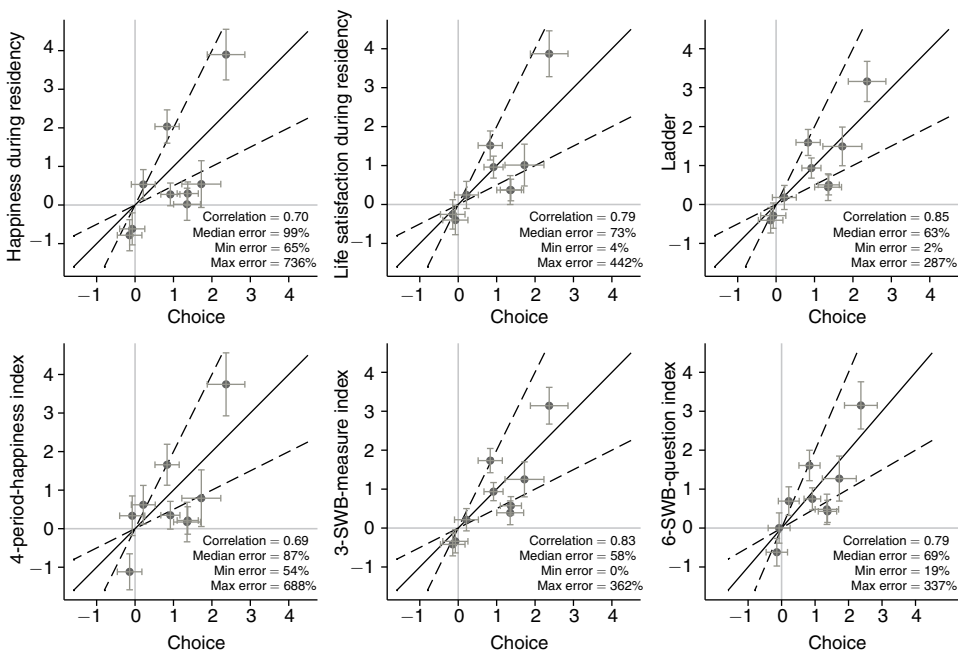 Happiness during residency
4
3
2
1
0
−1
Correlation = 0.70
Median error = 99%
Min error = 65%
Max error = 736%
−1 0 1 2 3 4
Choice
Life satisfaction during residency
4
3
2
1
0
−1
Correlation = 0.79
Median error = 73%
Min error = 4%
Max error = 442%
−1 0 1 2 3 4
Choice
Ladder
4
3
2
1
0
−1
Correlation = 0.85
Median error = 63%
Min error = 2%
Max error = 287%
−1 0 1 2 3 4
Choice
4-period-happiness index
4
3
2
1
0
−1
Correlation = 0.69
Median error = 87%
Min error = 54%
Max error = 688%
−1 0 1 2 3 4
Choice
3-SWB-measure index
4
3
2
1
0
−1
Correlation = 0.83
Median error = 58%
Min error = 0%
Max error = 362%
−1 0 1 2 3 4
Choice
6-SWB-question index
4
3
2
1
0
−1
Correlation = 0.79
Median error = 69%
Min error = 19%
Max error = 337%
−1 0 1 2 3 4
Choice